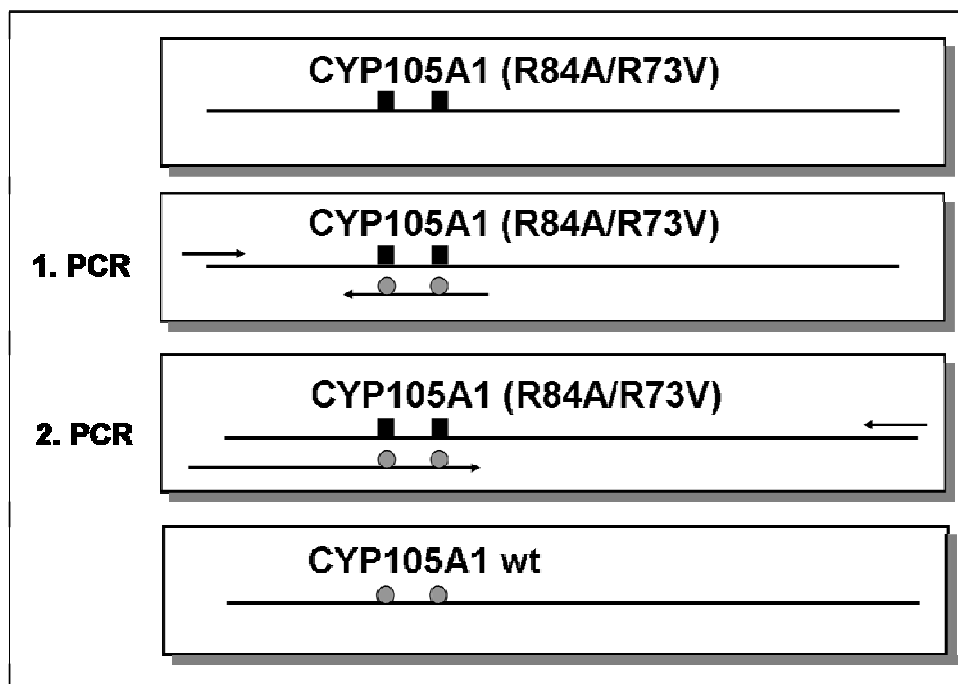 CYP105A1 (R84A/R73V)
CYP105A1 (R84A/R73V)
1. PCR
CYP105A1 (R84A/R73V)
2. PCR
CYP105A1 wt